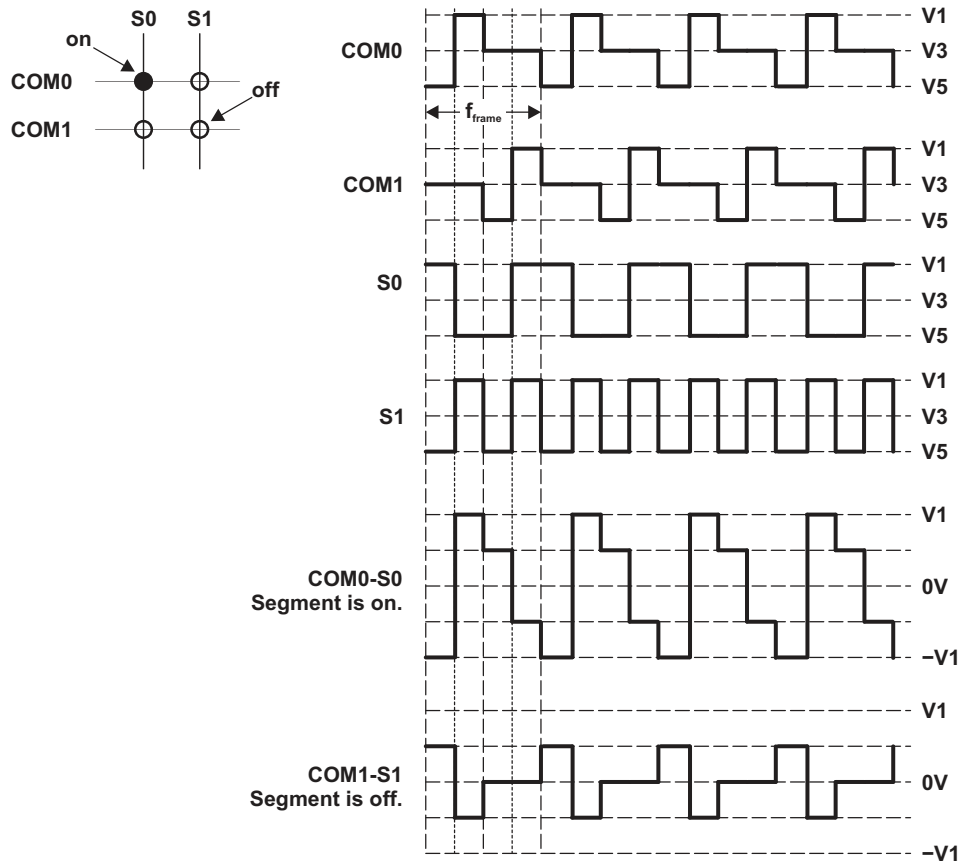 S0 S1
on
COM0
off
COM1
COM0
V1
V3
V5
fframe
COM1
V1
V3
V5
S0
V1
V3
V5
S1
V1
V3
V5
COM0-S0
Segment is on.
V1
0V
−V1
COM1-S1
Segment is off.
V1
0V
−V1